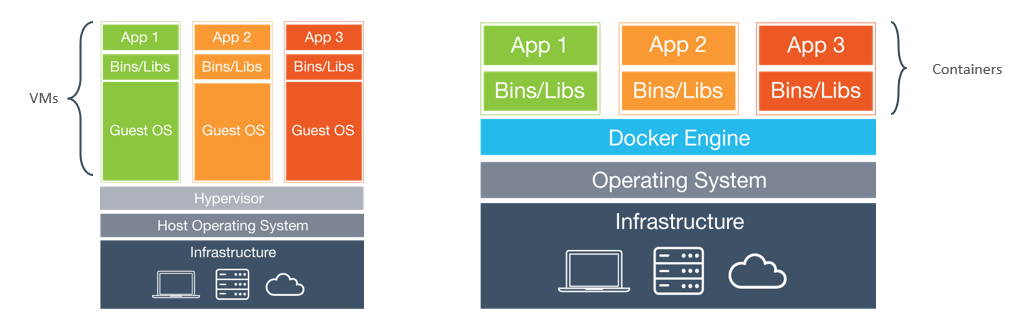 VMs
App 1
App 2
App 3
Bins/Libs
Bins/Libs
Bins/Libs
Guest OS
Guest OS
Guest OS
Hypervisor
Host Operating System
Infrastructure
App 1
App 2
App 3
Bins/Libs
Bins/Libs
Bins/Libs
Containers
Docker Engine
Operating System
Infrastructure